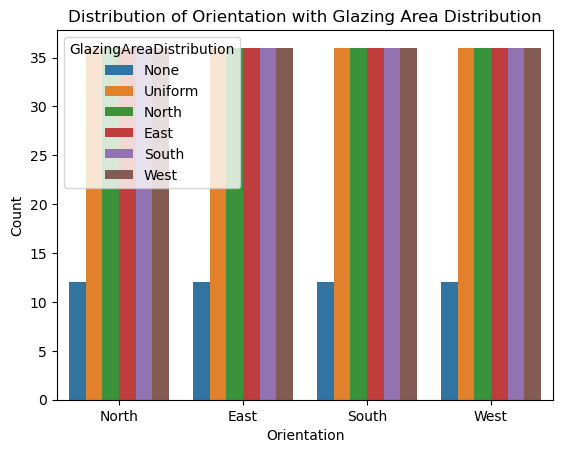 Distribution of Orientation with Glazing Area Distribution
GlazingAreaDistribution
None
Uniform
North
East
South
West
Count
35
30
25
20
15
10
5
0
North East South West
Orientation